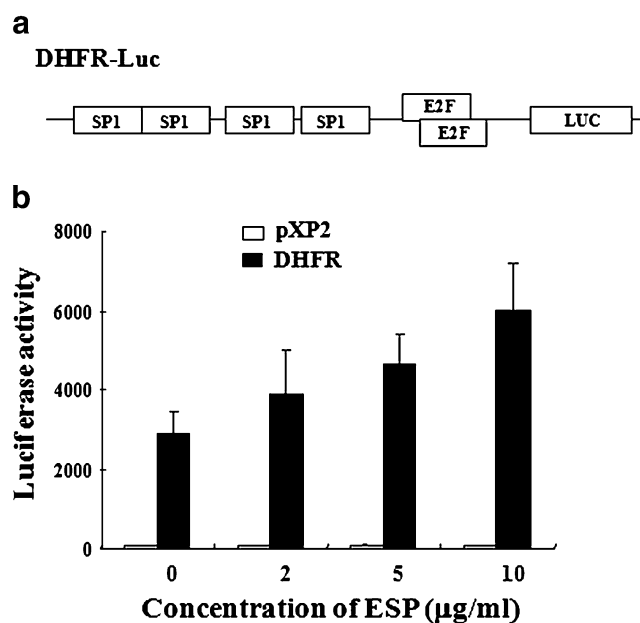 a
DHFR-Luc
SP1 SP1 SP1 SP1 E2F E2F LUC
b
pXP2
DHFR
8000
6000
4000
2000
0
Luciferase activity
0 2 5 10
Concentration of ESP (µg/ml)